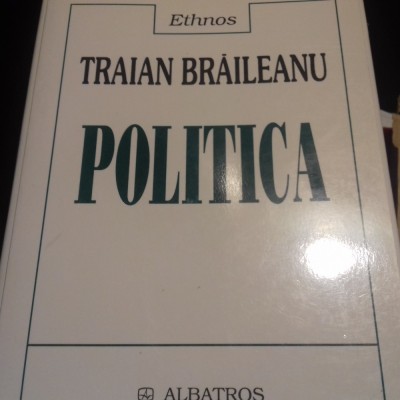 Ethnos
TRAIAN BRĂILEANU
POLITICA
ALBATROS